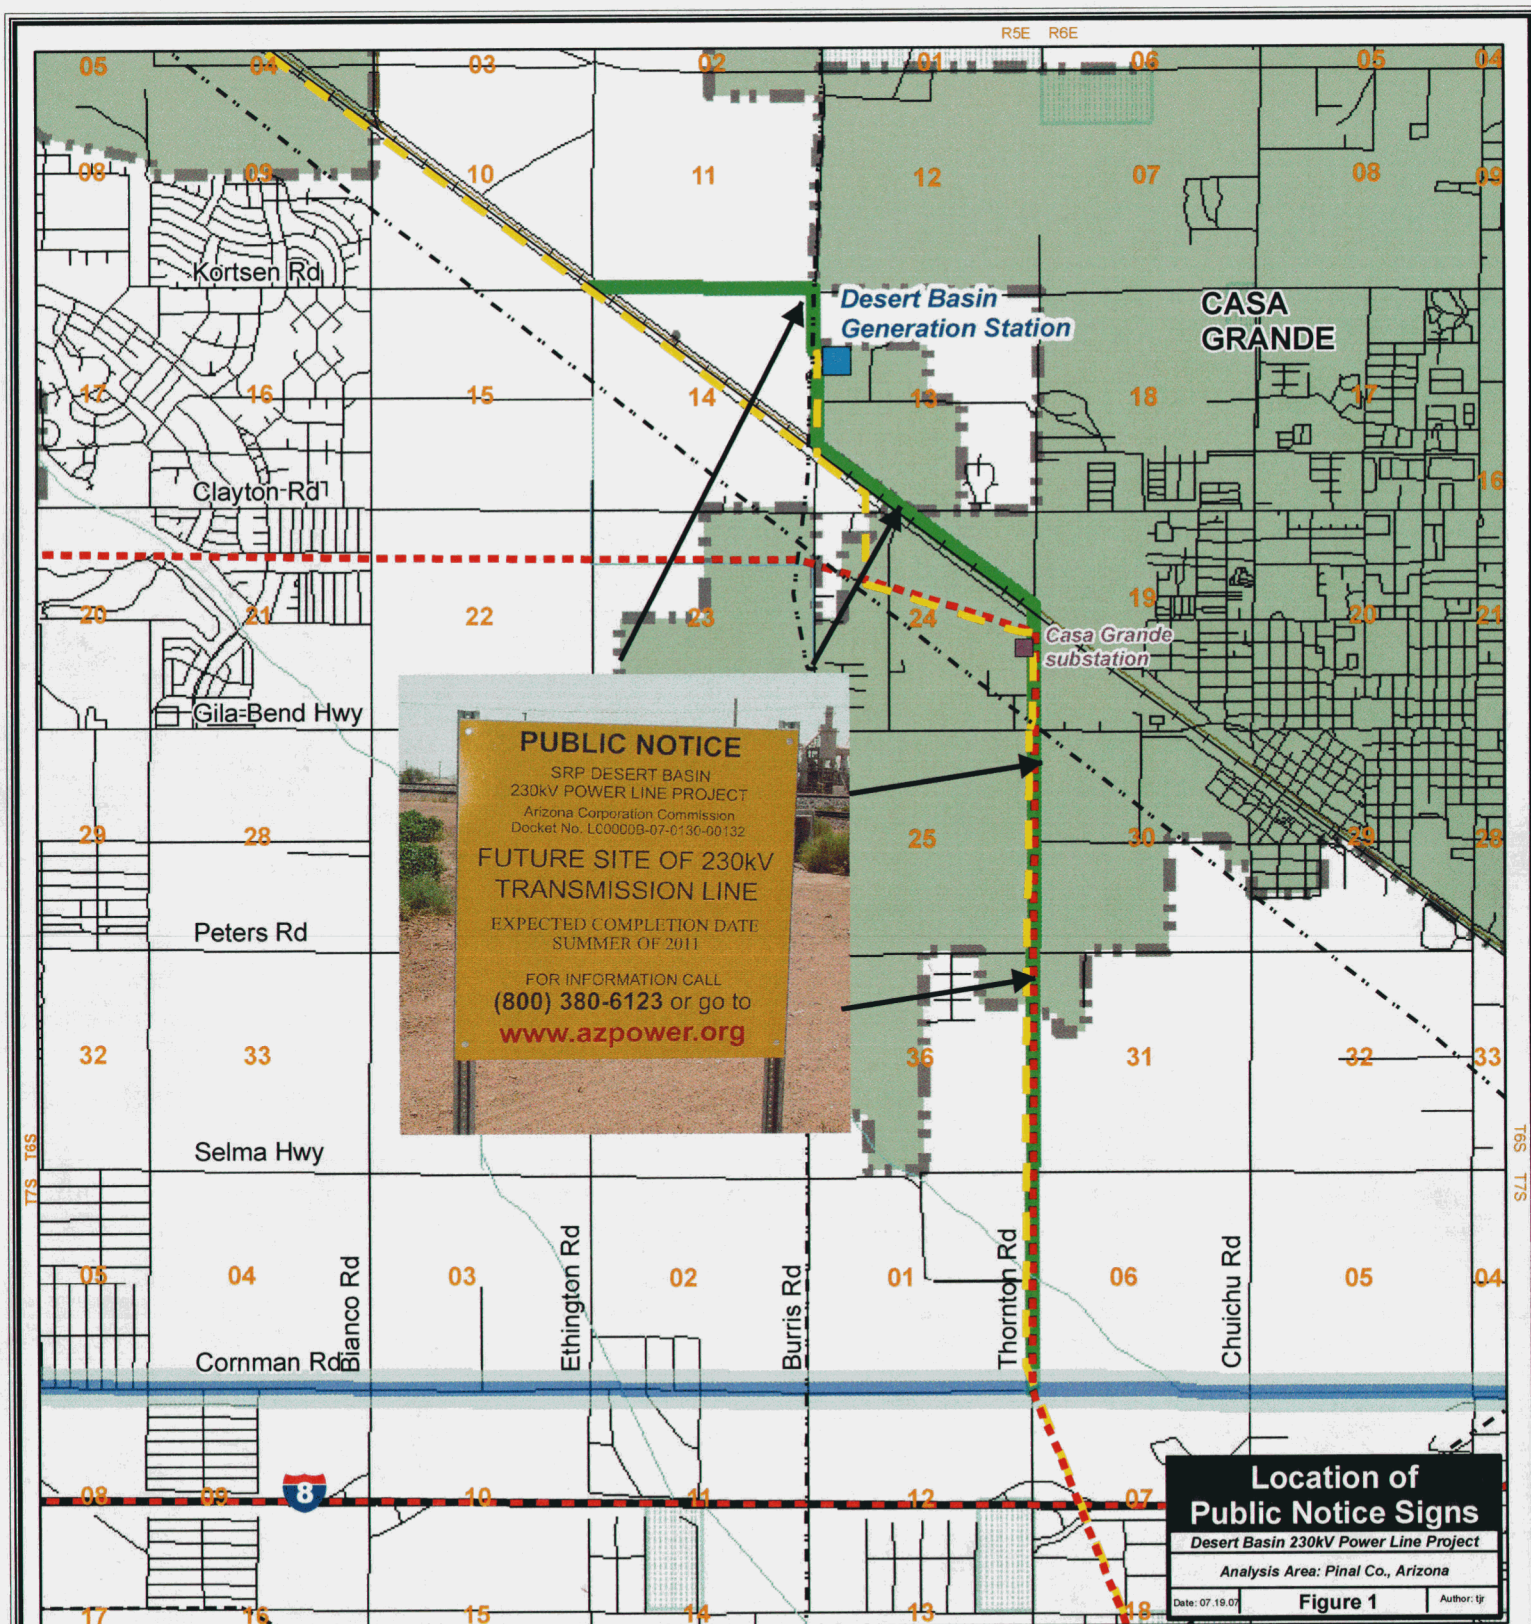 R5E R6E
05 04 03 02 01 06 05 04
08 09 10 11 12 07 08 09
Kortsen Rd
Desert Basin
Generation Station
CASA
GRANDE
17 16 15 14 13 18 17 16
Clayton Rd
20 21 22 23 24 19 20 21
Casa Grande
substation
Gila-Bend Hwy
PUBLIC NOTICE
SRP DESERT BASIN
230kV POWER LINE PROJECT
Arizona Corporation Commission
Docket No. L00000B-07-0130-00132
FUTURE SITE OF 230kV
TRANSMISSION LINE
EXPECTED COMPLETION DATE
SUMMER OF 2011
FOR INFORMATION CALL
(800) 380-6123 or go to
www.azpower.org
29 28 25 30 29 28
Peters Rd
32 33 36 31 32 33
T6S T6S
Selma Hwy
T7S T7S
05 04 03 02 01 06 05 04
Bianco Rd
Ethington Rd
Burris Rd
Thornton Rd
Chuichu Rd
Cornman Rd
8
08 09 10 11 12 07
17 16 15 14 13 18
Location of
Public Notice Signs
Desert Basin 230kV Power Line Project
Analysis Area: Pinal Co., Arizona
Date: 07.19.07 Figure 1 Author: tjr